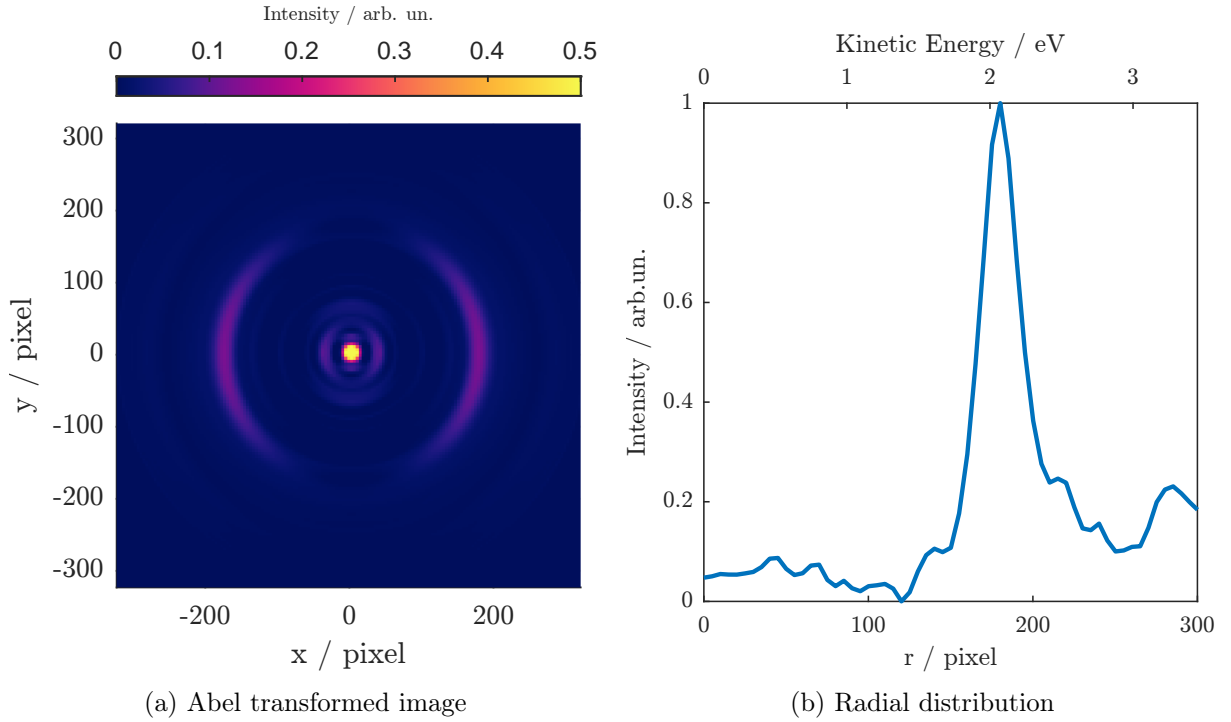 Intensity / arb. un.
0 0.1 0.2 0.3 0.4 0.5
300
200
100
0
-100
-200
-300
y / pixel
-200 0 200
x / pixel
(a) Abel transformed image
Kinetic Energy / eV
0 1 2 3
1
0.8
0.6
0.4
0.2
0
Intensity / arb.un.
0 100 200 300
r / pixel
(b) Radial distribution